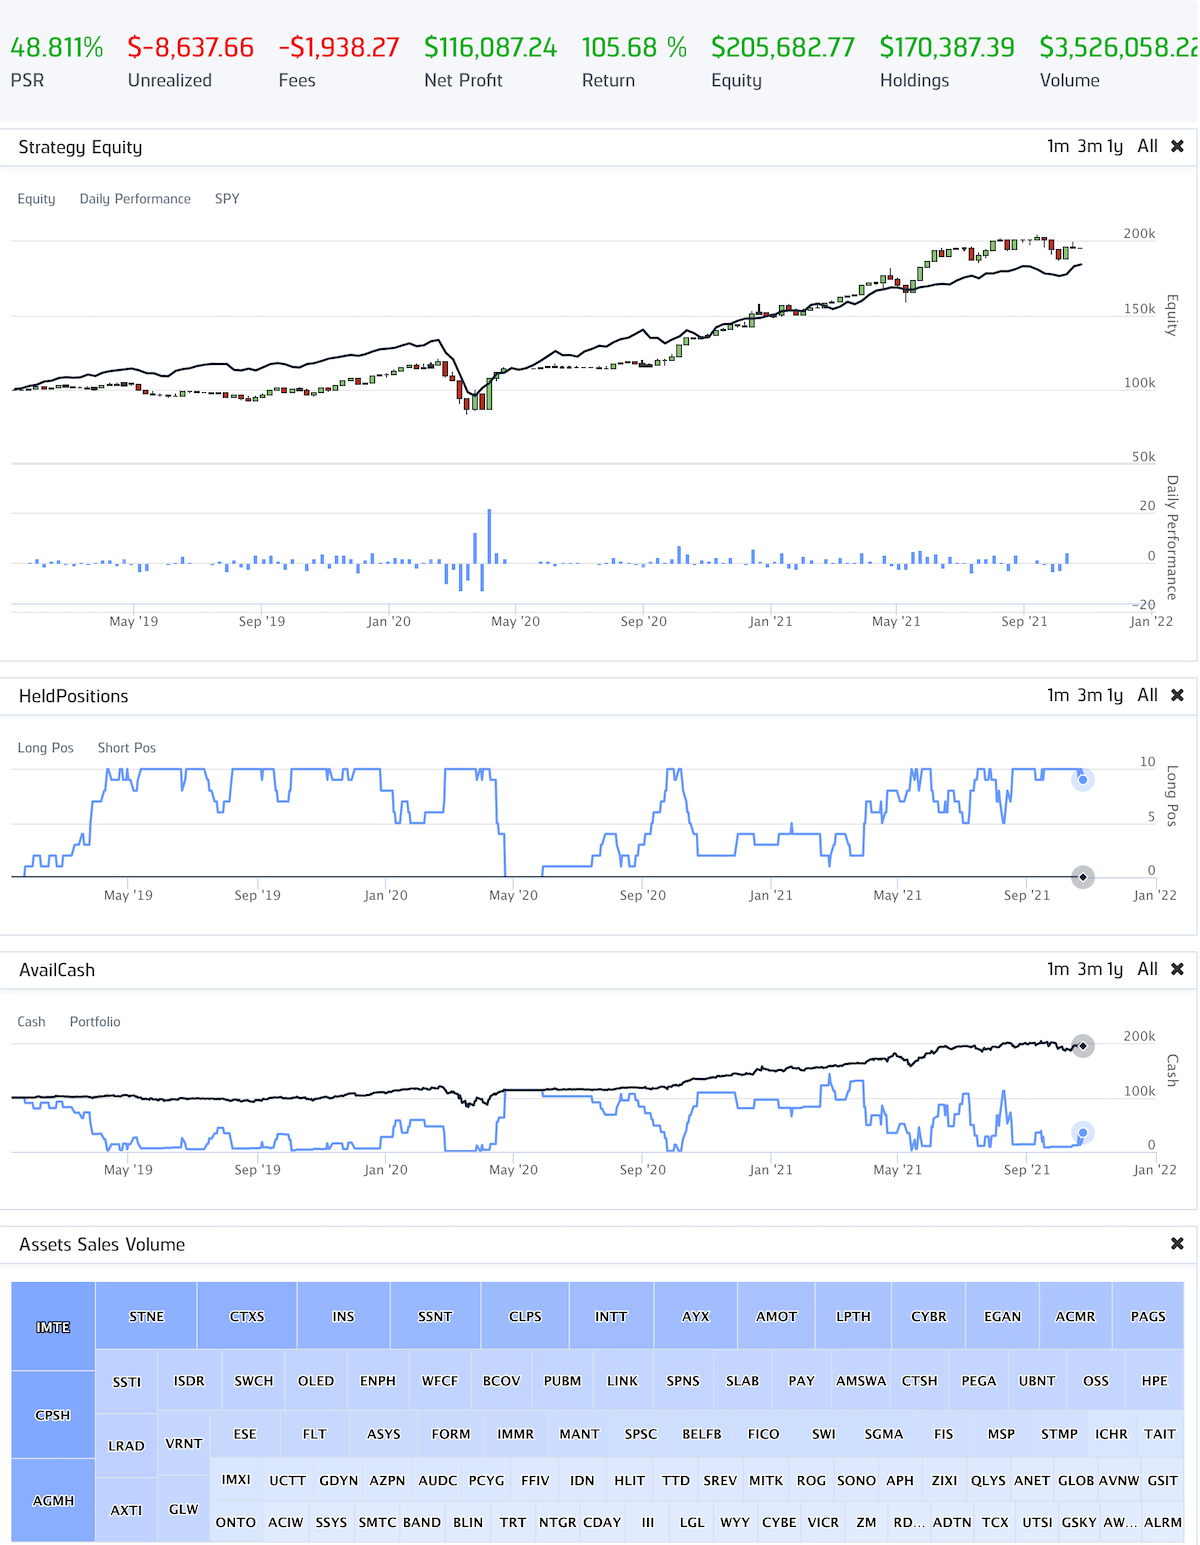 48.811% $-8,637.66 -$1,938.27 $116,087.24 105.68 % $205,682.77 $170,387.39 $3,526,058.22
PSR Unrealized Fees Net Profit Return Equity Holdings Volume
Strategy Equity 1m 3m 1y All ✖
Equity Daily Performance SPY
200k
150k
100k
50k
Equity
20
0
-20
Daily Performance
May '19 Sep '19 Jan '20 May '20 Sep '20 Jan '21 May '21 Sep '21 Jan '22
HeldPositions 1m 3m 1y All ✖
Long Pos Short Pos
10
5
0
Long Pos
May '19 Sep '19 Jan '20 May '20 Sep '20 Jan '21 May '21 Sep '21 Jan '22
AvailCash 1m 3m 1y All ✖
Cash Portfolio
200k
100k
0
Cash
May '19 Sep '19 Jan '20 May '20 Sep '20 Jan '21 May '21 Sep '21 Jan '22
Assets Sales Volume ✖
IMTE STNE CTXS INS SSNT CLPS INTT AYX AMOT LPTH CYBR EGAN ACMR PAGS
SSTI ISDR SWCH OLED ENPH WFCF BCOV PUBM LINK SPNS SLAB PAY AMSWA CTSH PEGA UBNT OSS HPE
CPSH LRAD VRNT ESE FLT ASYS FORM IMMR MANT SPSC BELFB FICO SWI SGMA FIS MSP STMP ICHR TAIT
IMXI UCTT GDYN AZPN AUDC PCYG FFIV IDN HLIT TTD SREV MITK ROG SONO APH ZIXI QLYS ANET GLOB AVNW GSIT
AGMH AXTI GLW ONTO ACIW SSYS SMTC BAND BLIN TRT NTGR CDAY III LGL WYY CYBE VICR ZM RD... ADTN TCX UTSI GSKY AW... ALRM